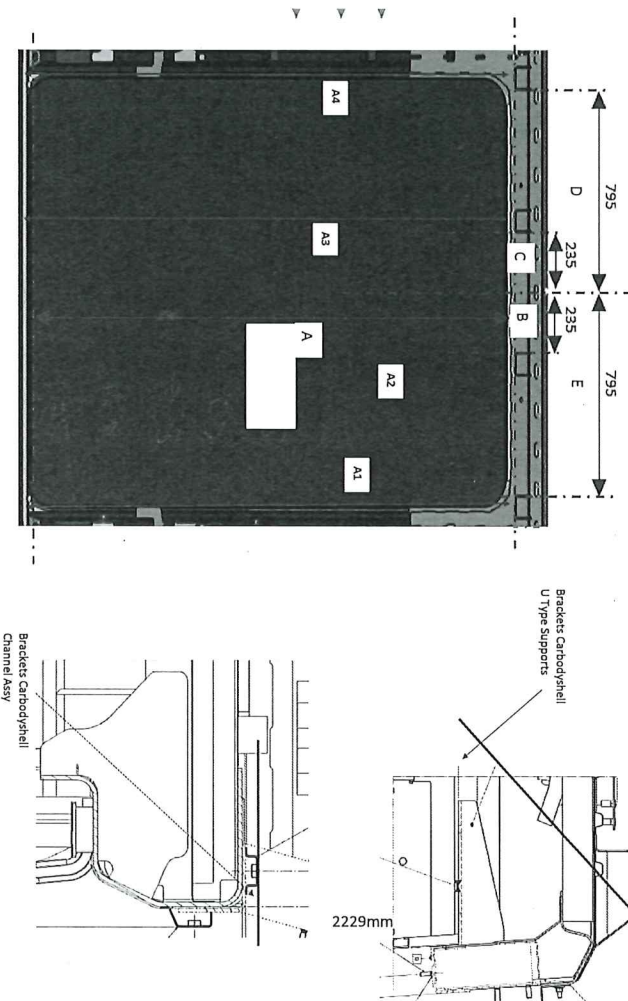 795
795
235
235
D
C
B
E
A4
A3
A
A2
A1
Brackets Carbodyshell
U Type Supports
2229mm
Brackets Carbodyshell
Channel Assy